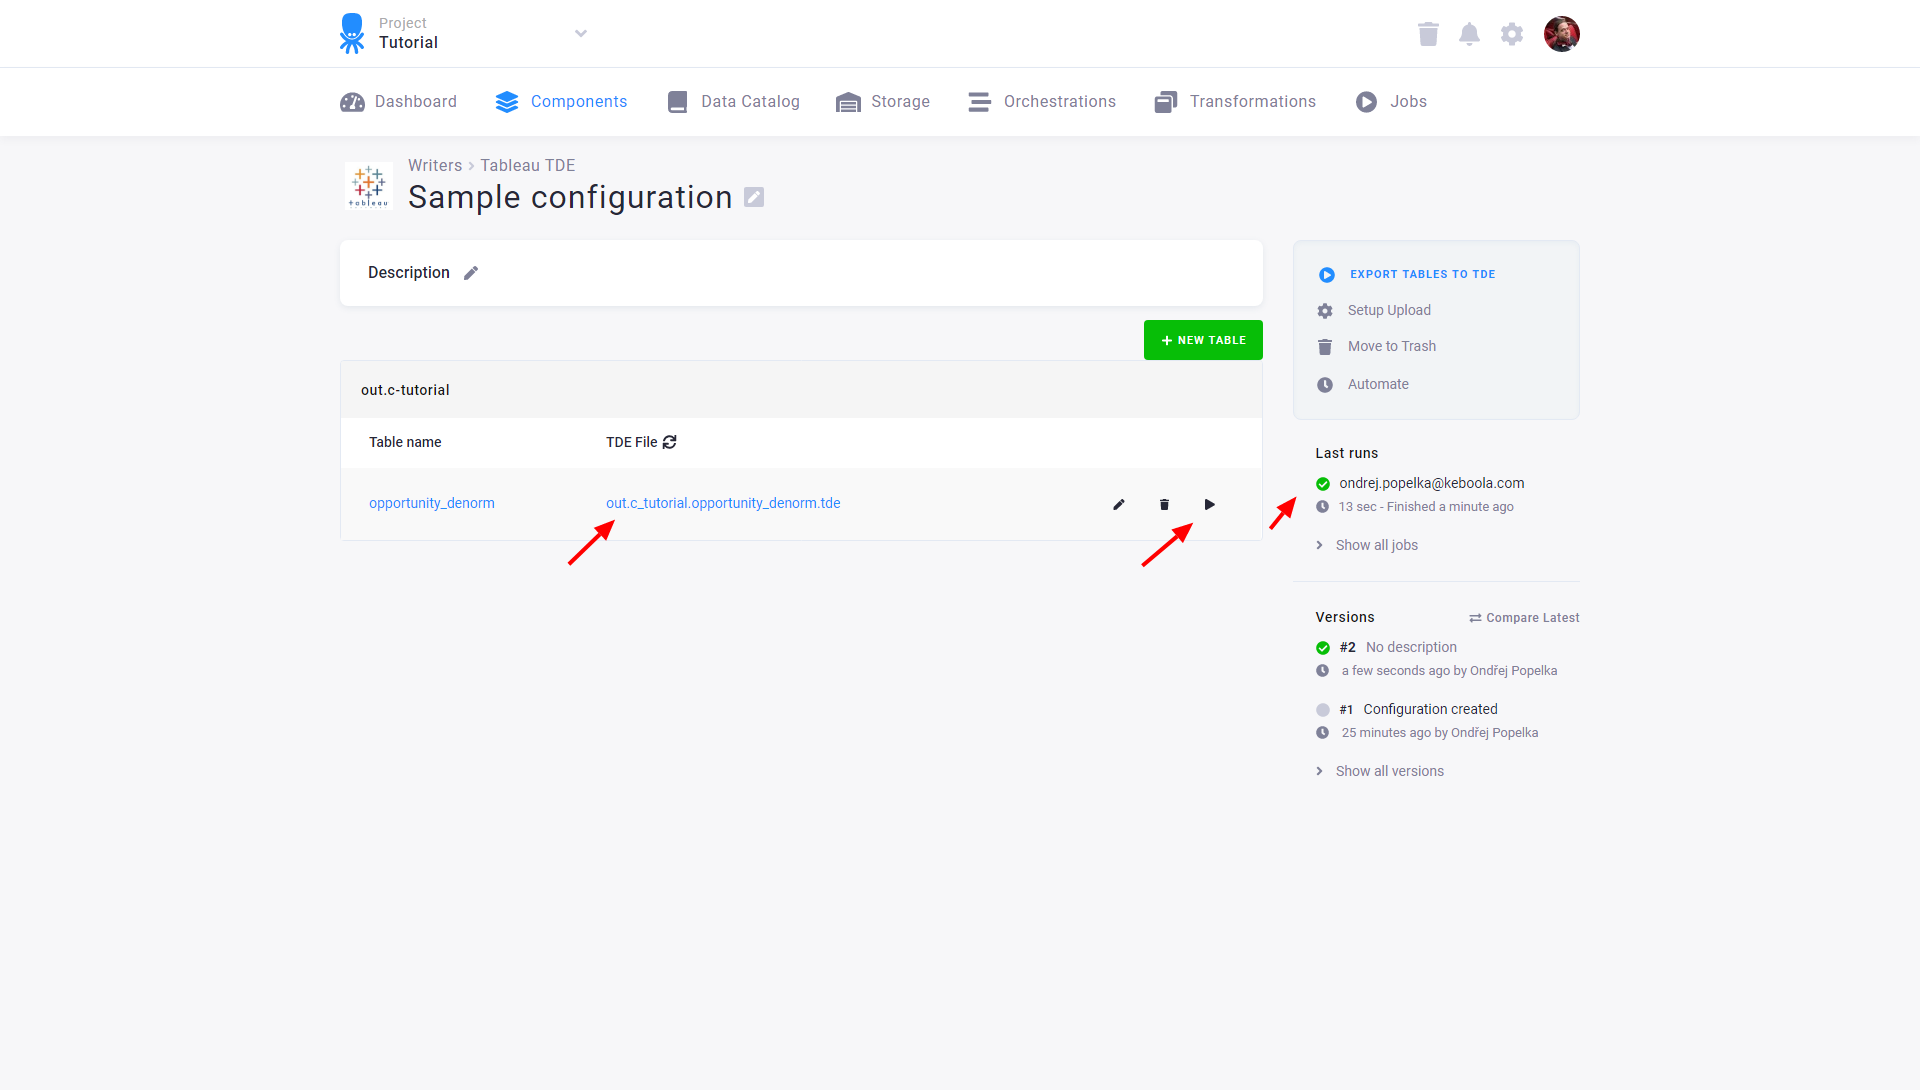 Project
Tutorial
Dashboard
Components
Data Catalog
Storage
Orchestrations
Transformations
Jobs
tableau
Writers › Tableau TDE
Sample configuration
Description
EXPORT TABLES TO TDE
Setup Upload
Move to Trash
Automate
+ NEW TABLE
out.c-tutorial
Table name TDE File
opportunity_denorm out.c_tutorial.opportunity_denorm.tde
Last runs
ondrej.popelka@keboola.com
13 sec - Finished a minute ago
Show all jobs
Versions Compare Latest
#2 No description
a few seconds ago by Ondřej Popelka
#1 Configuration created
25 minutes ago by Ondřej Popelka
Show all versions